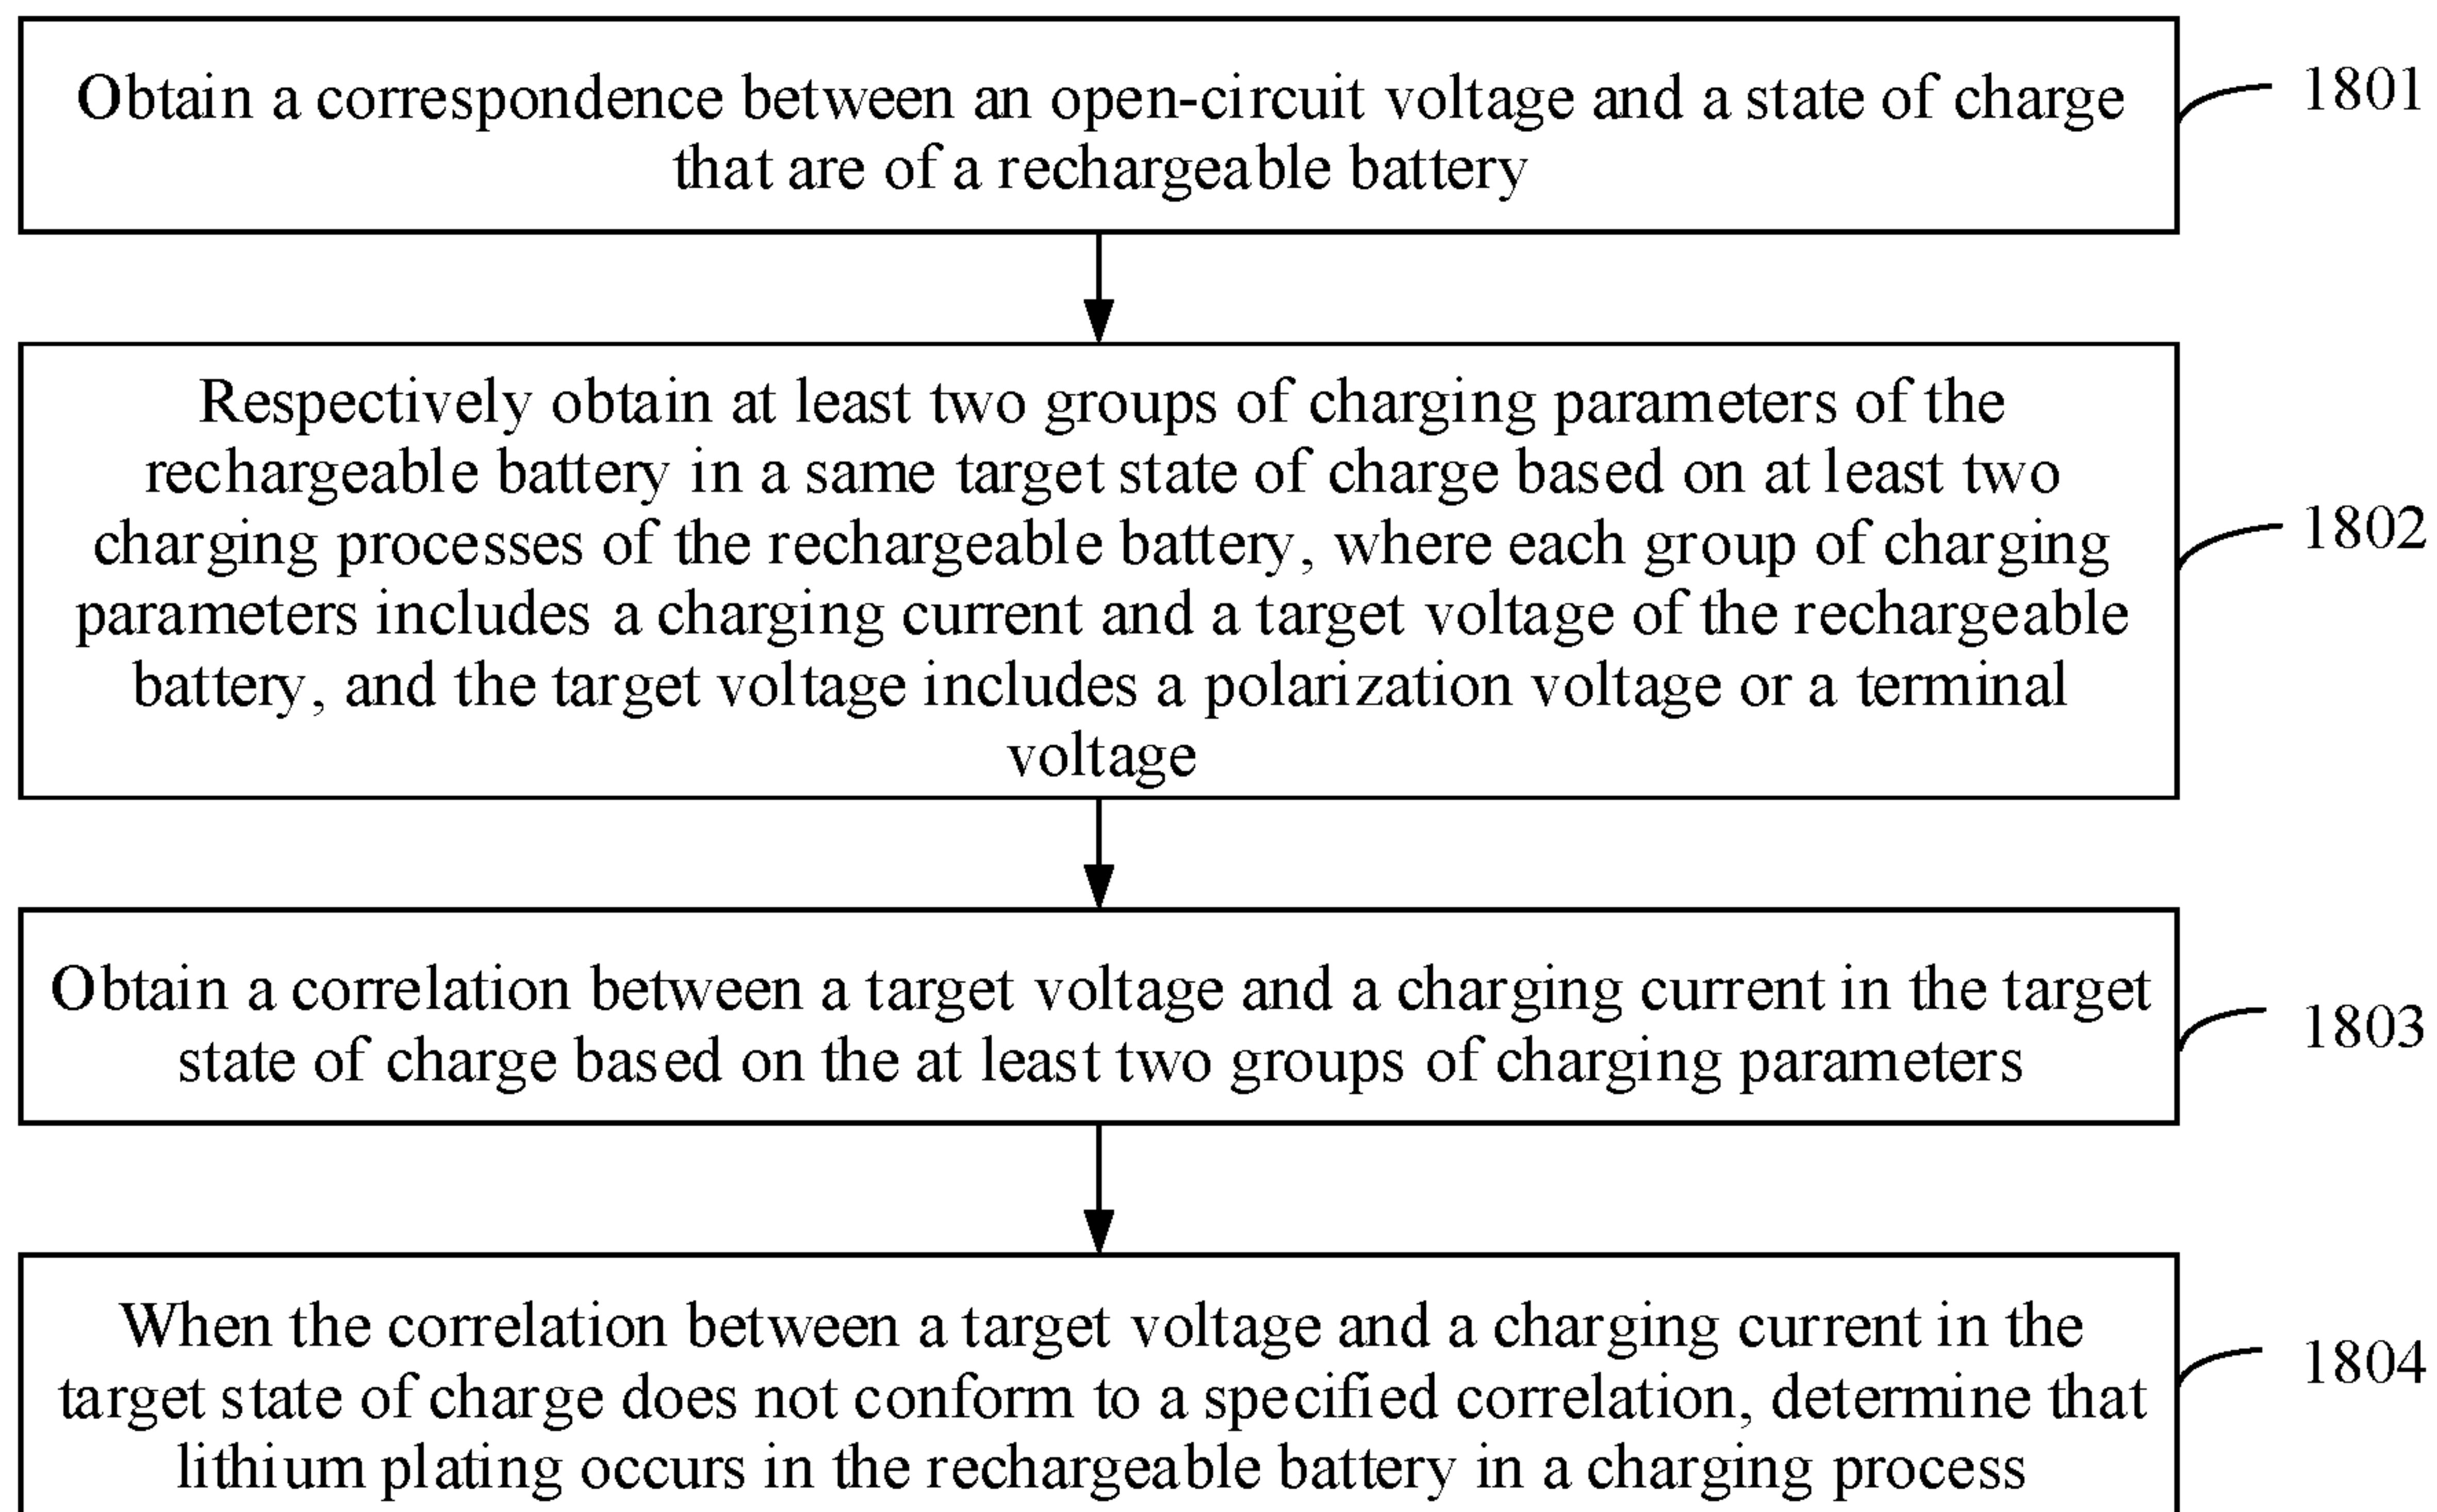 Obtain a correspondence between an open-circuit voltage and a state of charge
that are of a rechargeable battery
1801
Respectively obtain at least two groups of charging parameters of the
rechargeable battery in a same target state of charge based on at least two
charging processes of the rechargeable battery, where each group of charging
parameters includes a charging current and a target voltage of the rechargeable
battery, and the target voltage includes a polarization voltage or a terminal
voltage
1802
Obtain a correlation between a target voltage and a charging current in the target
state of charge based on the at least two groups of charging parameters
1803
When the correlation between a target voltage and a charging current in the
target state of charge does not conform to a specified correlation, determine that
lithium plating occurs in the rechargeable battery in a charging process
1804